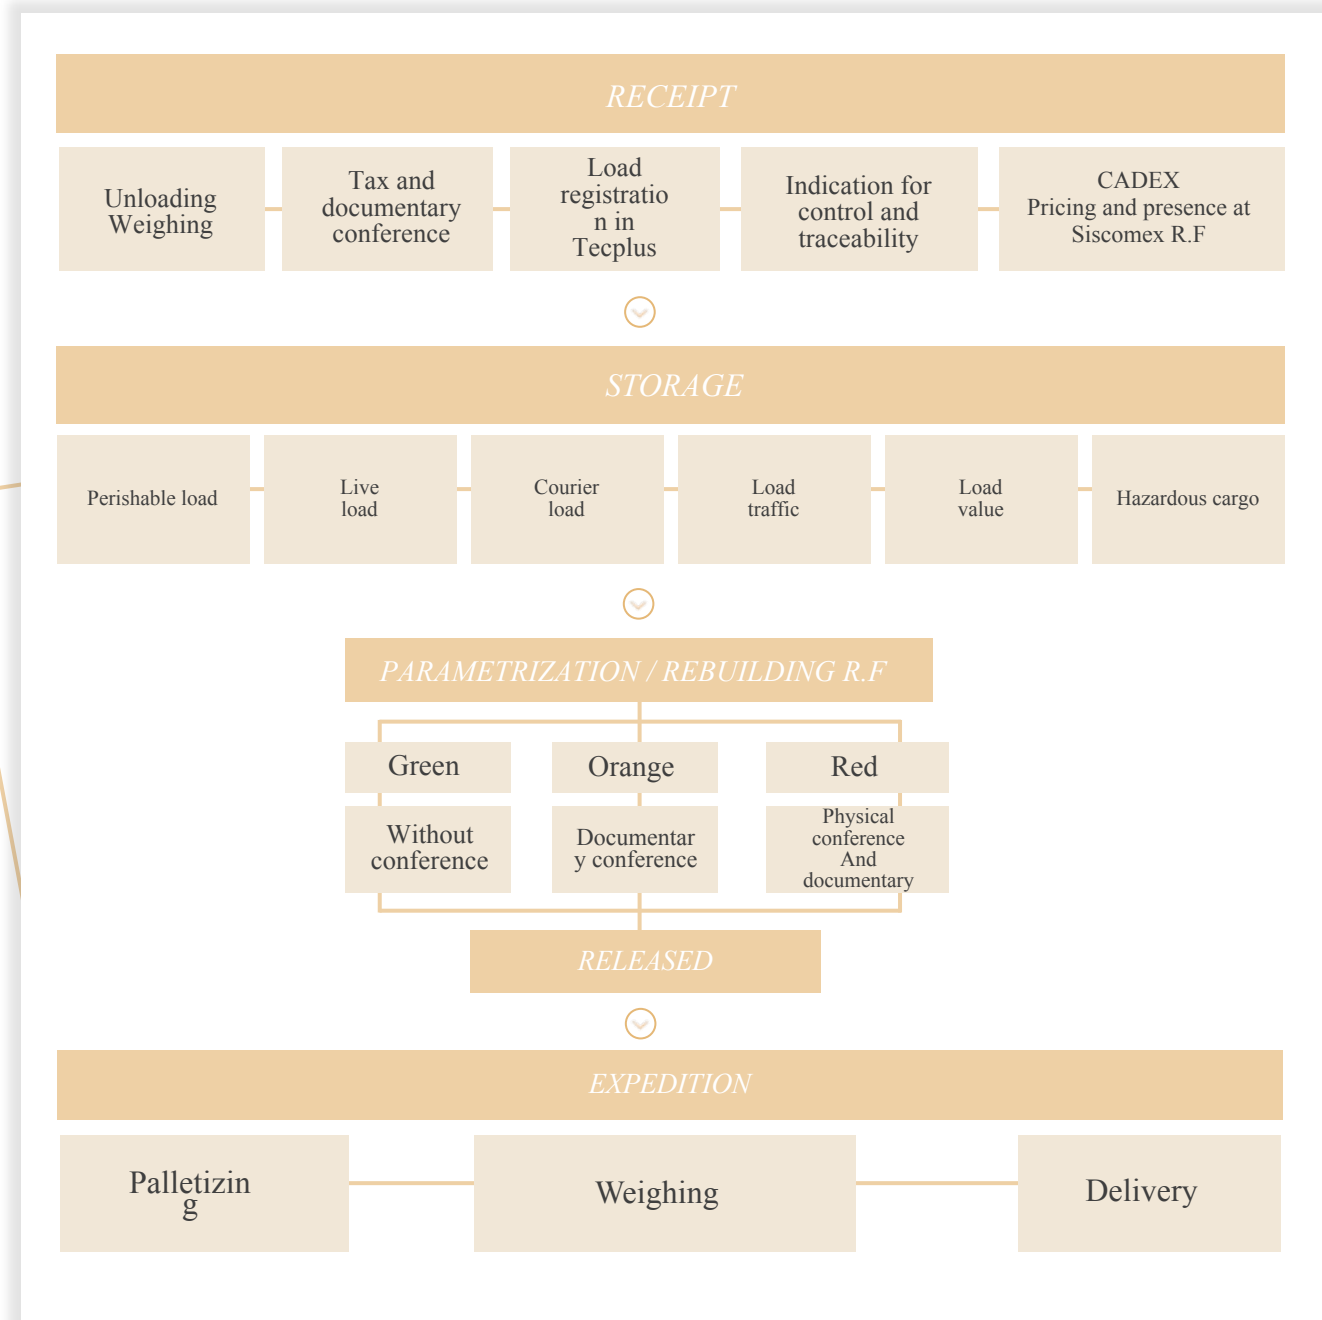 RECEIPT
Unloading
Weighing
Tax and
documentary
conference
Load
registratio
n in
Tecplus
Indication for
control and
traceability
CADEX
Pricing and presence at
Siscomex R.F
STORAGE
Perishable load
Live
load
Courier
load
Load
traffic
Load
value
Hazardous cargo
PARAMETRIZATION / REBUILDING R.F
Green
Orange
Red
Without
conference
Documentar
y conference
Physical
conference
And
documentary
RELEASED
EXPEDITION
Palletizin
g
Weighing
Delivery